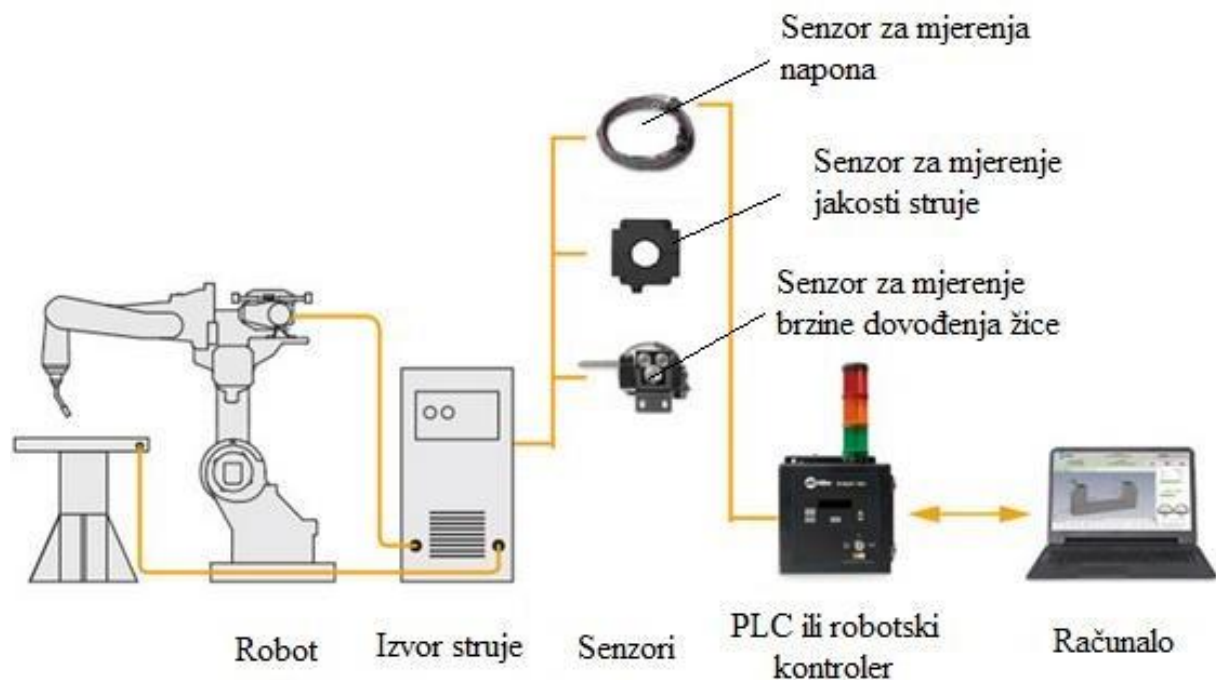 Senzor za mjerenja
napona
Senzor za mjerenje
jakosti struje
Senzor za mjerenje
brzine dovođenja žice
Robot
Izvor struje
Senzori
PLC ili robotski
kontroler
Računalo